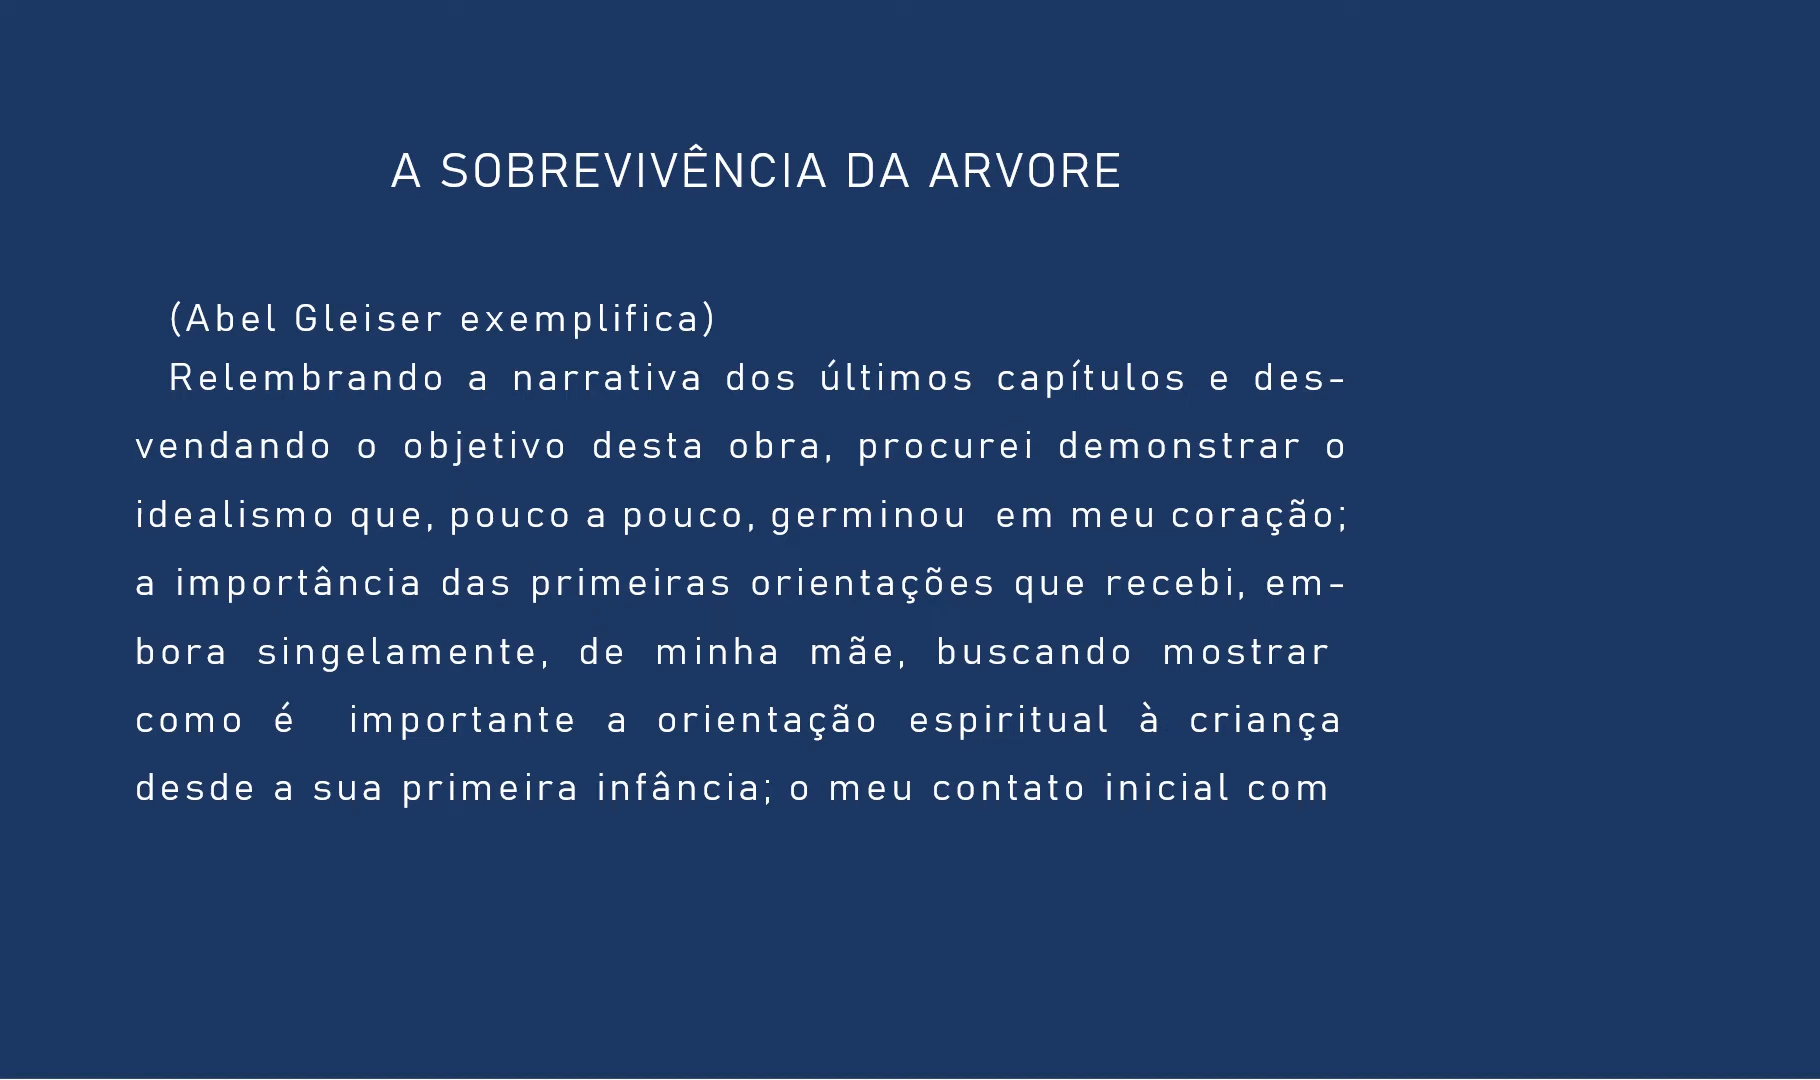 A SOBREVIVÊNCIA DA ARVORE
(Abel Gleiser exemplifica)
Relembrando a narrativa dos últimos capítulos e des-
vendando o objetivo desta obra, procurei demonstrar o
idealismo que, pouco a pouco, germinou em meu coração;
a importância das primeiras orientações que recebi, em-
bora singelamente, de minha mãe, buscando mostrar
como é importante a orientação espiritual à criança
desde a sua primeira infância; o meu contato inicial com